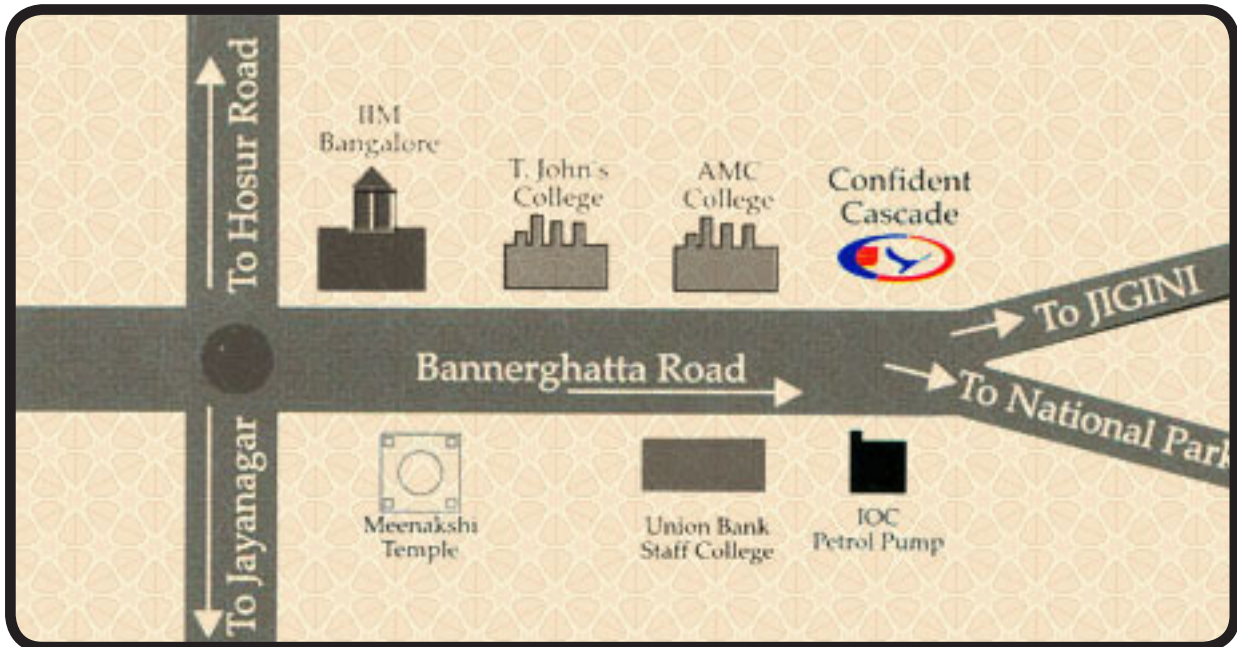 To Hosur Road
IIM
Bangalore
T. John's
College
AMC
College
Confident
Cascade
To JIGINI
Bannerghatta Road
To National Park
To Jayanagar
Meenakshi
Temple
Union Bank
Staff College
IOC
Petrol Pump